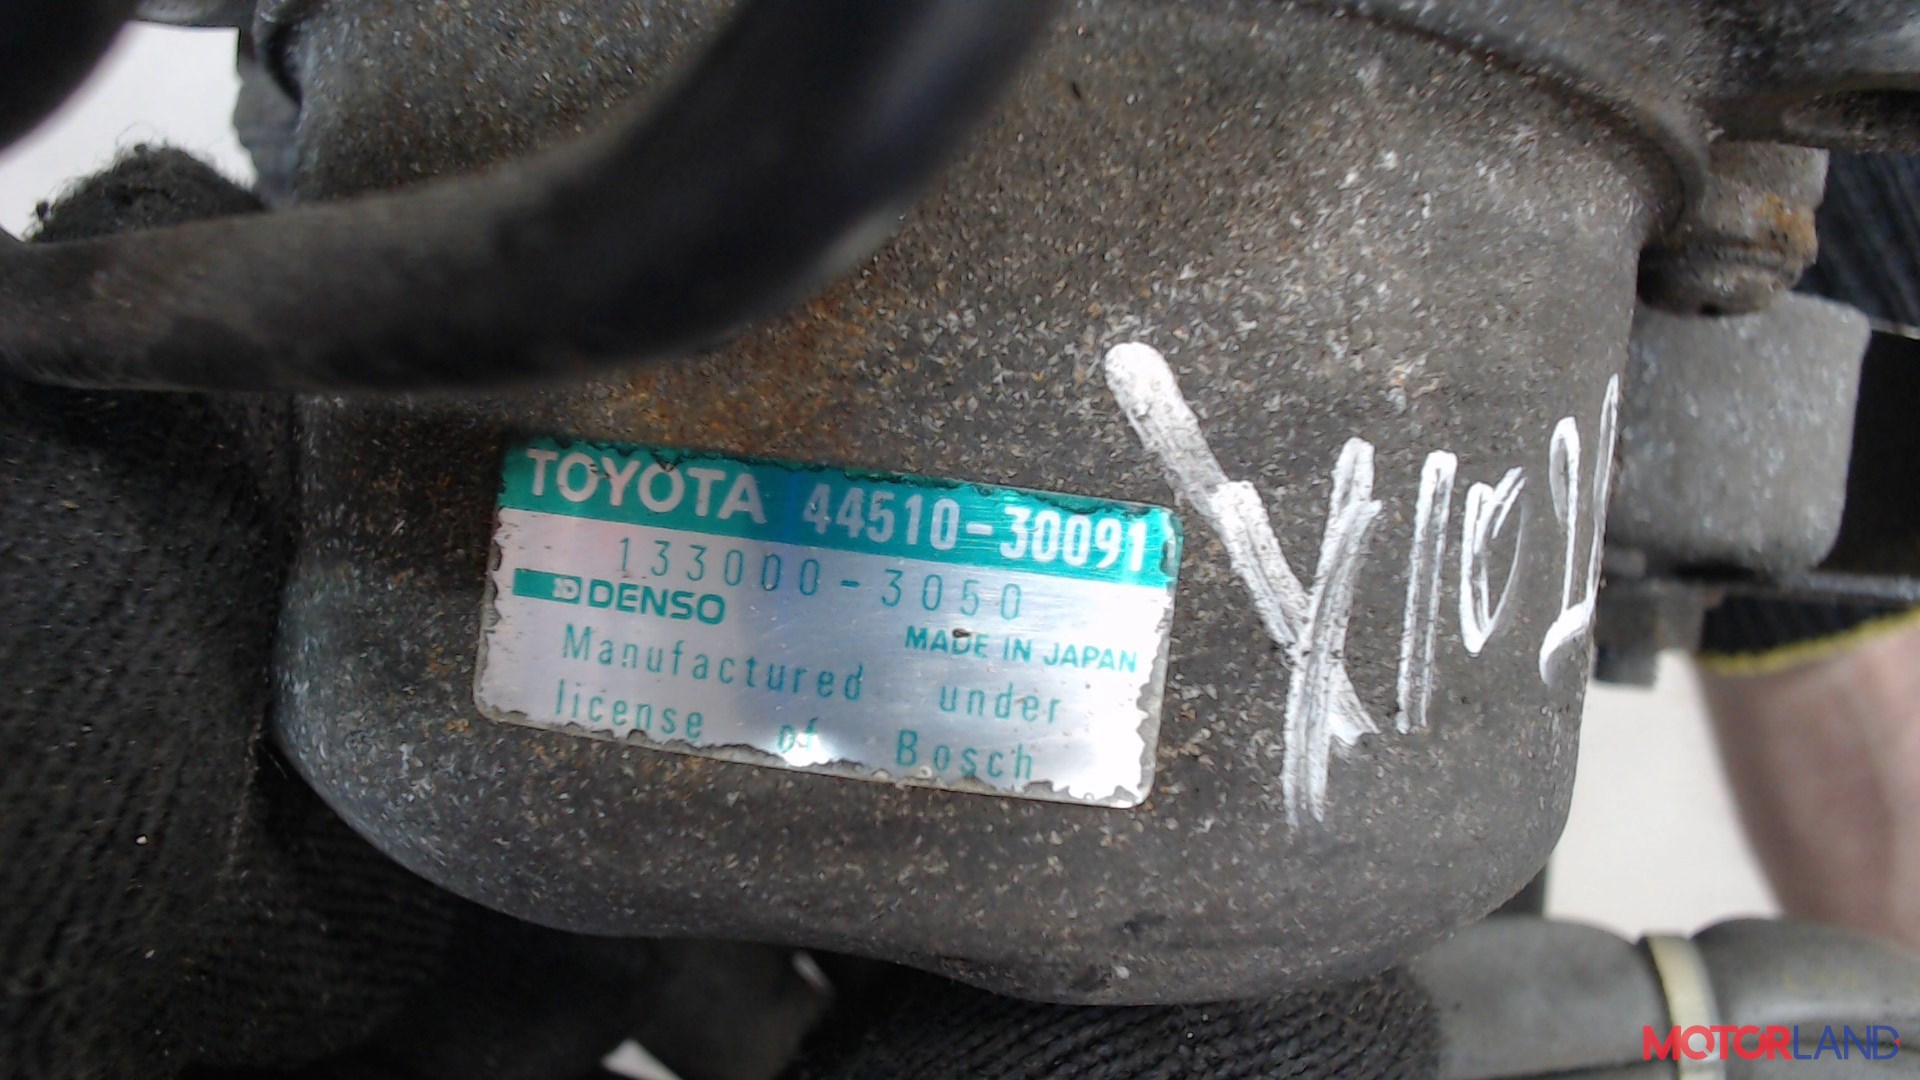 TOYOTA 44510-30091
133000-3050
DENSO
MADE IN JAPAN
Manufactured under
license of Bosch
MOTORLAND